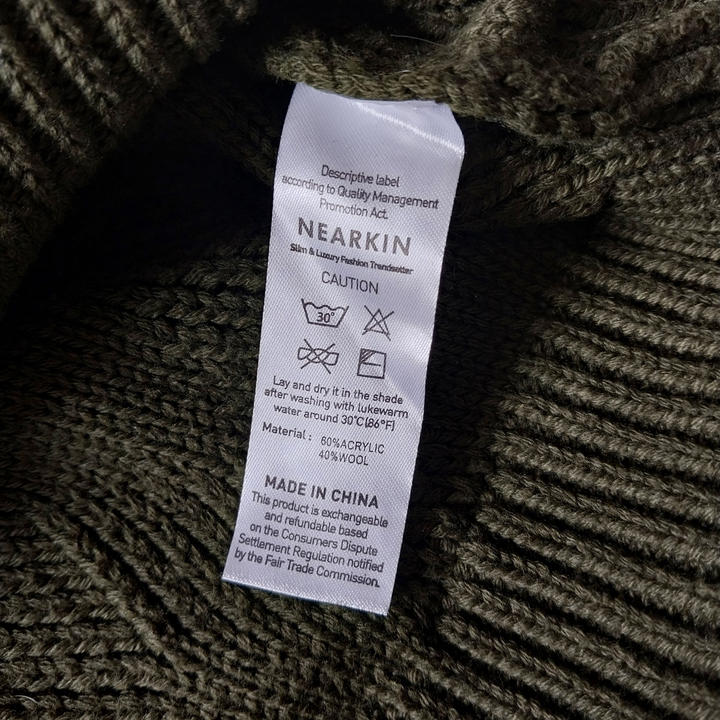 Descriptive label
according to Quality Management
Promotion Act.
NEARKIN
Slim & Luxury Fashion Trendsetter
CAUTION
30°
Lay and dry it in the shade
after washing with lukewarm
water around 30℃(86°F)
Material : 60%ACRYLIC
40%WOOL
MADE IN CHINA
This product is exchangeable
and refundable based
on the Consumers Dispute
Settlement Regulation notified
by the Fair Trade Commission.